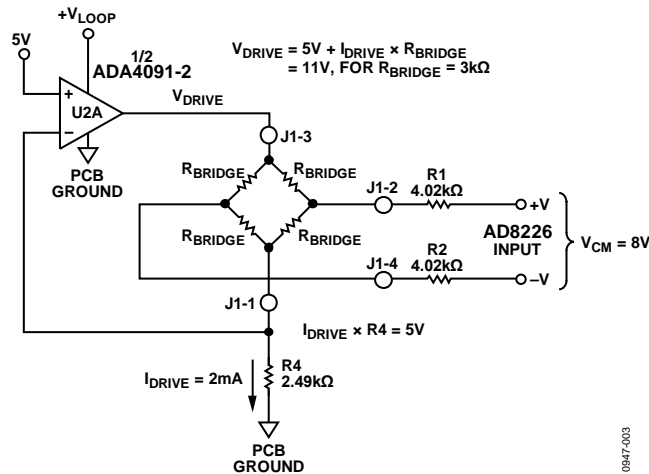 +VLOOP
5V
1/2
ADA4091-2
VDRIVE = 5V + IDRIVE × RBRIDGE
= 11V, FOR RBRIDGE = 3kΩ
+
U2A
−
VDRIVE
PCB
GROUND
J1-3
RBRIDGE
RBRIDGE
RBRIDGE
RBRIDGE
J1-2
R1
4.02kΩ
+V
AD8226
INPUT
VCM = 8V
J1-4
R2
4.02kΩ
−V
J1-1
IDRIVE × R4 = 5V
IDRIVE = 2mA
R4
2.49kΩ
PCB
GROUND
0947-003